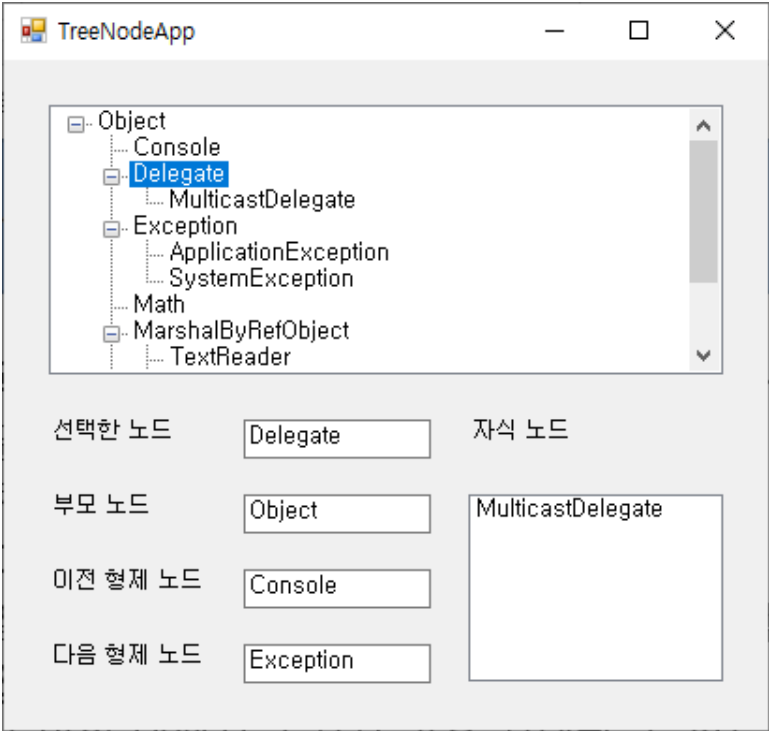 TreeNodeApp
Object
Console
Delegate
MulticastDelegate
Exception
ApplicationException
SystemException
Math
MarshalByRefObject
TextReader
선택한 노드
Delegate
자식 노드
부모 노드
Object
MulticastDelegate
이전 형제 노드
Console
다음 형제 노드
Exception